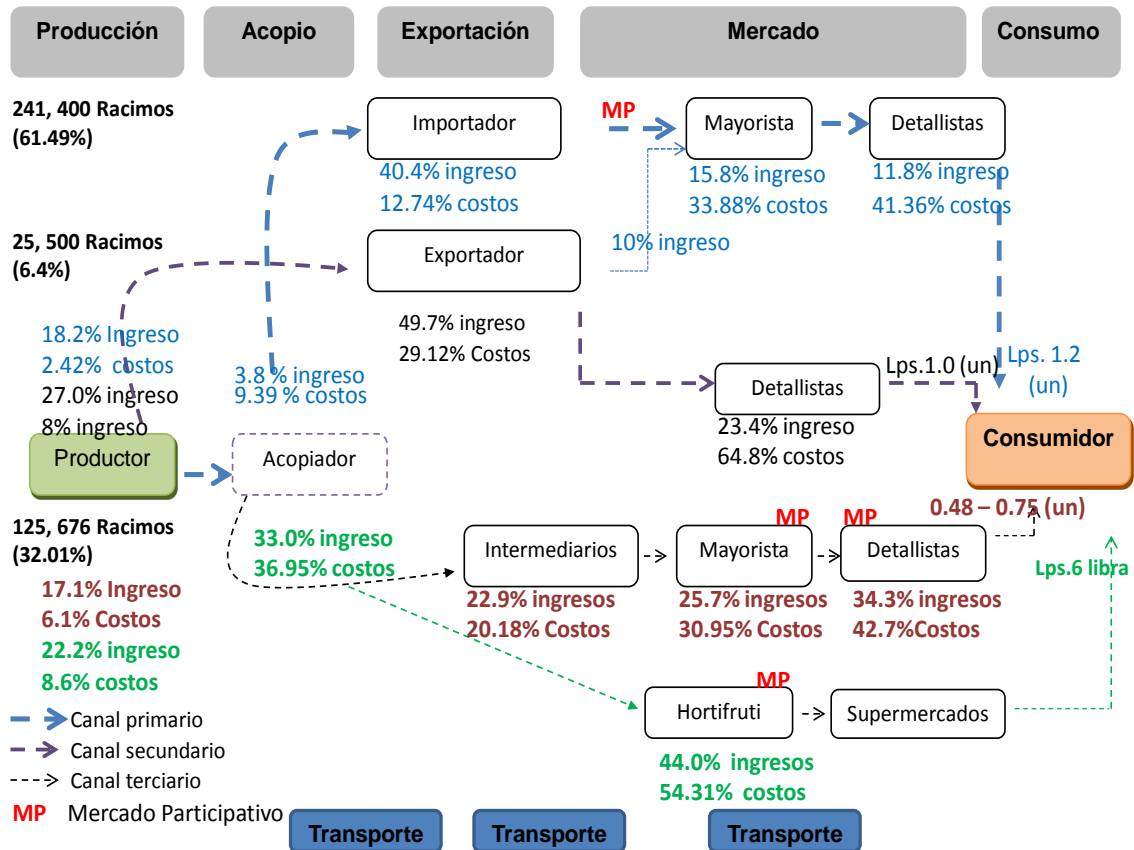 Producción
Acopio
Exportación
Mercado
Consumo
241, 400 Racimos
(61.49%)
Importador
40.4% ingreso
12.74% costos
MP
Mayorista
15.8% ingreso
33.88% costos
Detallistas
11.8% ingreso
41.36% costos
25, 500 Racimos
(6.4%)
Exportador
10% ingreso
49.7% ingreso
29.12% Costos
18.2% Ingreso
2.42% costos
27.0% ingreso
8% ingreso
3.8 % ingreso
9.39 % costos
Detallistas
23.4% ingreso
64.8% costos
Lps.1.0 (un)
Lps. 1.2
(un)
Productor
Acopiador
Consumidor
0.48 – 0.75 (un)
125, 676 Racimos
(32.01%)
17.1% Ingreso
6.1% Costos
22.2% ingreso
8.6% costos
33.0% ingreso
36.95% costos
Intermediarios
22.9% ingresos
20.18% Costos
MP
Mayorista
25.7% ingresos
30.95% Costos
MP
Detallistas
34.3% ingresos
42.7%Costos
Lps.6 libra
MP
Hortifruti
44.0% ingresos
54.31% costos
Supermercados
Canal primario
Canal secundario
Canal terciario
MP Mercado Participativo
Transporte
Transporte
Transporte